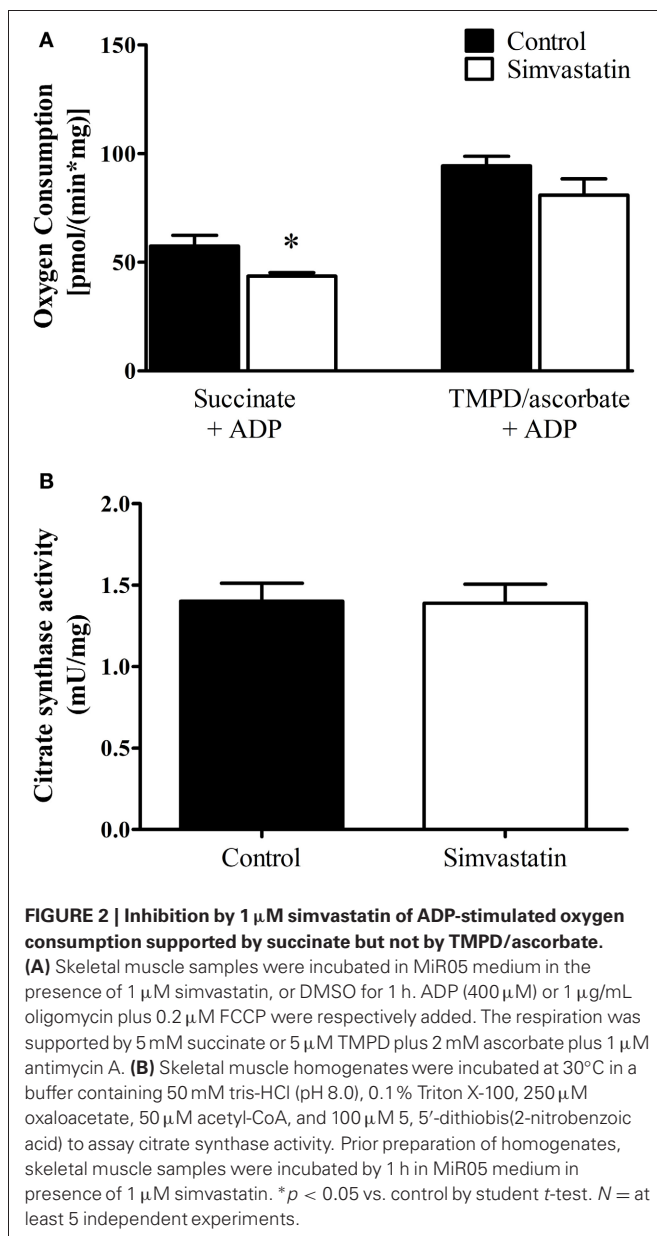 A
150
100
50
0
Oxygen Consumption
[pmol/(min*mg)]
Control
Simvastatin
*
Succinate
+ ADP
TMPD/ascorbate
+ ADP
B
2.0
1.5
1.0
0.5
0.0
Citrate synthase activity
(mU/mg)
Control
Simvastatin
FIGURE 2 | Inhibition by 1 μM simvastatin of ADP-stimulated oxygen
consumption supported by succinate but not by TMPD/ascorbate.
(A) Skeletal muscle samples were incubated in MiR05 medium in the
presence of 1 μM simvastatin, or DMSO for 1 h. ADP (400 μM) or 1 μg/mL
oligomycin plus 0.2 μM FCCP were respectively added. The respiration was
supported by 5 mM succinate or 5 μM TMPD plus 2 mM ascorbate plus 1 μM
antimycin A. (B) Skeletal muscle homogenates were incubated at 30°C in a
buffer containing 50 mM tris-HCl (pH 8.0), 0.1% Triton X-100, 250 μM
oxaloacetate, 50 μM acetyl-CoA, and 100 μM 5, 5′-dithiobis(2-nitrobenzoic
acid) to assay citrate synthase activity. Prior preparation of homogenates,
skeletal muscle samples were incubated by 1 h in MiR05 medium in
presence of 1 μM simvastatin. *p < 0.05 vs. control by student t-test. N = at
least 5 independent experiments.